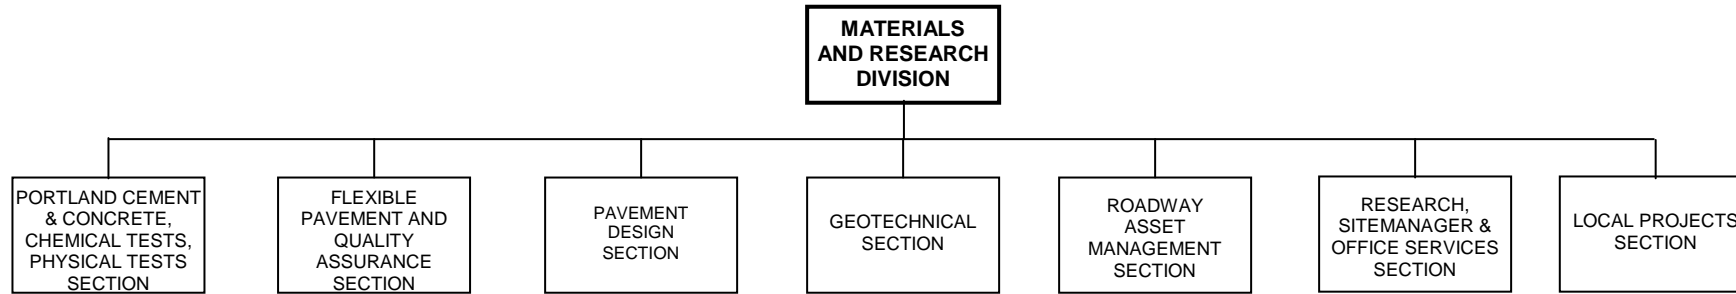 MATERIALS
AND RESEARCH
DIVISION
PORTLAND CEMENT
& CONCRETE,
CHEMICAL TESTS,
PHYSICAL TESTS
SECTION
FLEXIBLE
PAVEMENT AND
QUALITY
ASSURANCE
SECTION
PAVEMENT
DESIGN
SECTION
GEOTECHNICAL
SECTION
ROADWAY
ASSET
MANAGEMENT
SECTION
RESEARCH,
SITEMANAGER &
OFFICE SERVICES
SECTION
LOCAL PROJECTS
SECTION